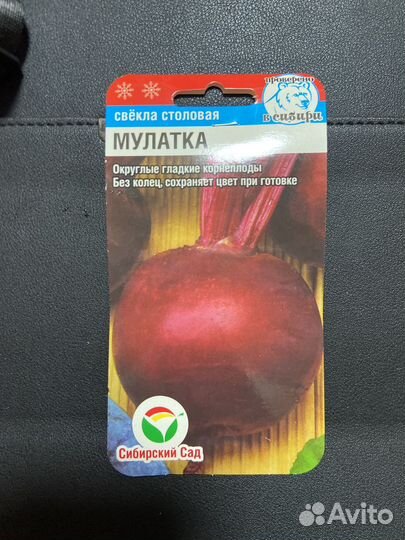 проверено
в сибири
свёкла столовая
МУЛАТКА
Округлые гладкие корнеплоды
Без колец, сохраняет цвет при готовке
Сибирский Сад
Avito